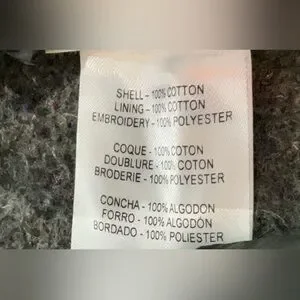 SHELL - 100% COTTON
LINING - 100% COTTON
EMBROIDERY - 100% POLYESTER
COQUE - 100% COTON
DOUBLURE - 100% COTON
BRODERIE - 100% POLYESTER
CONCHA - 100% ALGODON
FORRO - 100% ALGODON
BORDADO - 100% POLIESTER